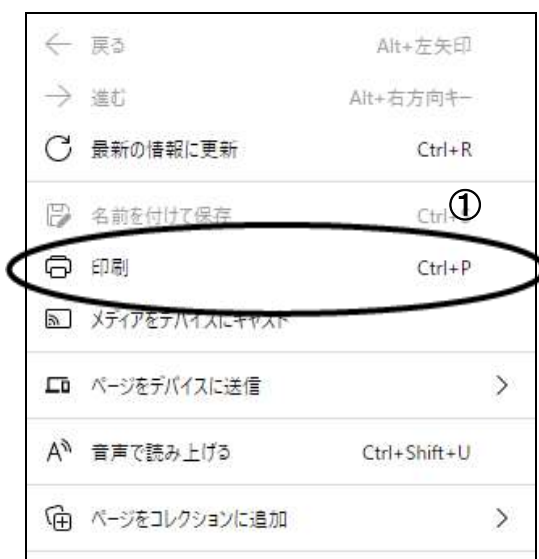 戻る Alt+左矢印
進む Alt+右方向キー
最新の情報に更新 Ctrl+R
①
名前を付けて保存
印刷 Ctrl+P
メディアをデバイスにキャスト
ページをデバイスに送信
音声で読み上げる Ctrl+Shift+U
ページをコレクションに追加